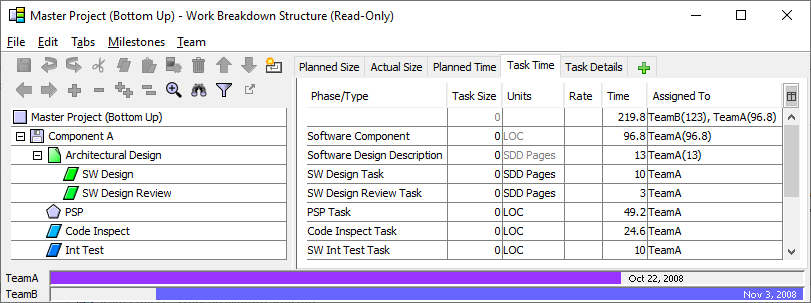 Master Project (Bottom Up) - Work Breakdown Structure (Read-Only)
File Edit Tabs Milestones Team
Planned Size Actual Size Planned Time Task Time Task Details
Phase/Type Task Size Units Rate Time Assigned To
Master Project (Bottom Up) 0 219.8 TeamB(123), TeamA(96.8)
Component A Software Component 0 LOC 96.8 TeamA(96.8)
Architectural Design Software Design Description 0 SDD Pages 13 TeamA(13)
SW Design SW Design Task 0 SDD Pages 10 TeamA
SW Design Review SW Design Review Task 0 SDD Pages 3 TeamA
PSP PSP Task 0 LOC 49.2 TeamA
Code Inspect Code Inspect Task 0 LOC 24.6 TeamA
Int Test SW Int Test Task 0 LOC 10 TeamA
TeamA Oct 22, 2008
TeamB Nov 3, 2008